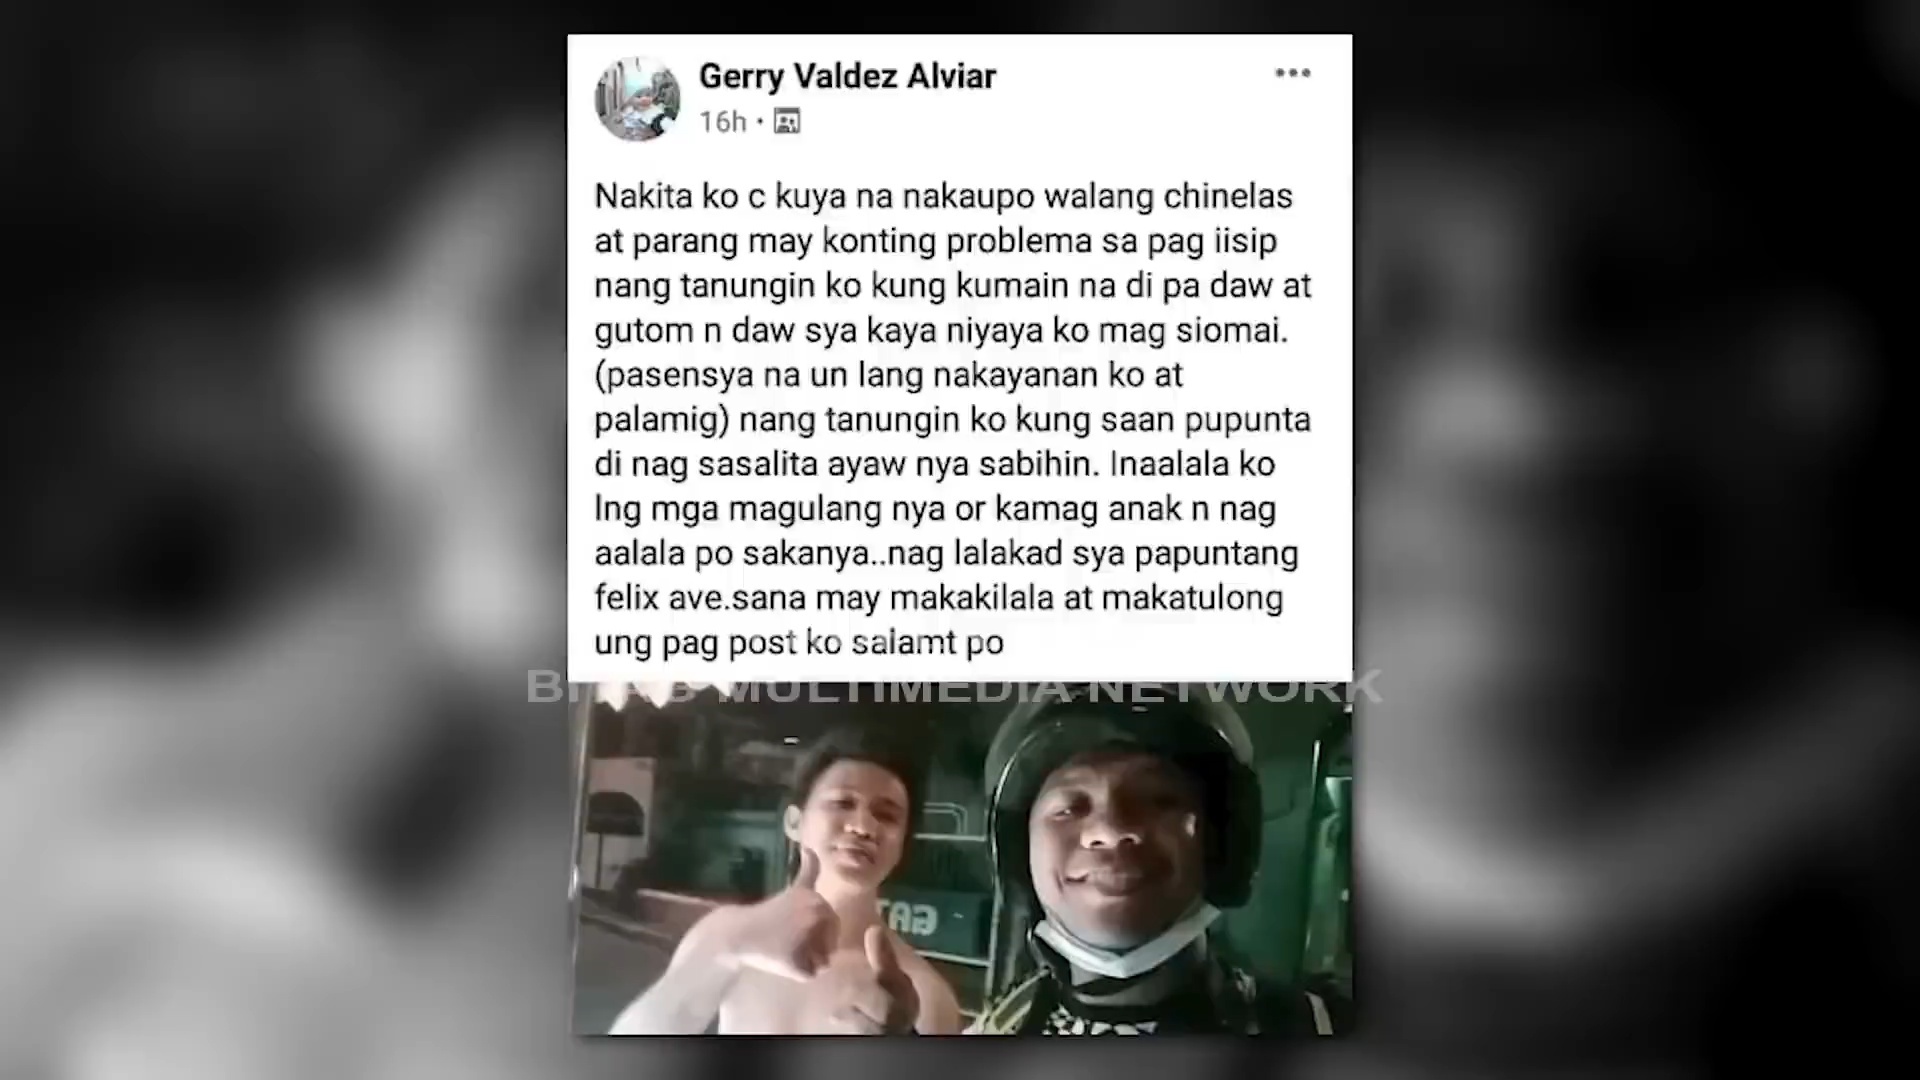 Gerry Valdez Alviar
16h
Nakita ko c kuya na nakaupo walang chinelas
at parang may konting problema sa pag iisip
nang tanungin ko kung kumain na di pa daw at
gutom n daw sya kaya niyaya ko mag siomai.
(pasensya na un lang nakayanan ko at
palamig) nang tanungin ko kung saan pupunta
di nag sasalita ayaw nya sabihin. Inaalala ko
lng mga magulang nya or kamag anak n nag
aalala po sakanya..nag lalakad sya papuntang
felix ave.sana may makakilala at makatulong
ung pag post ko salamt po
MULTIMEDIA NETWORK